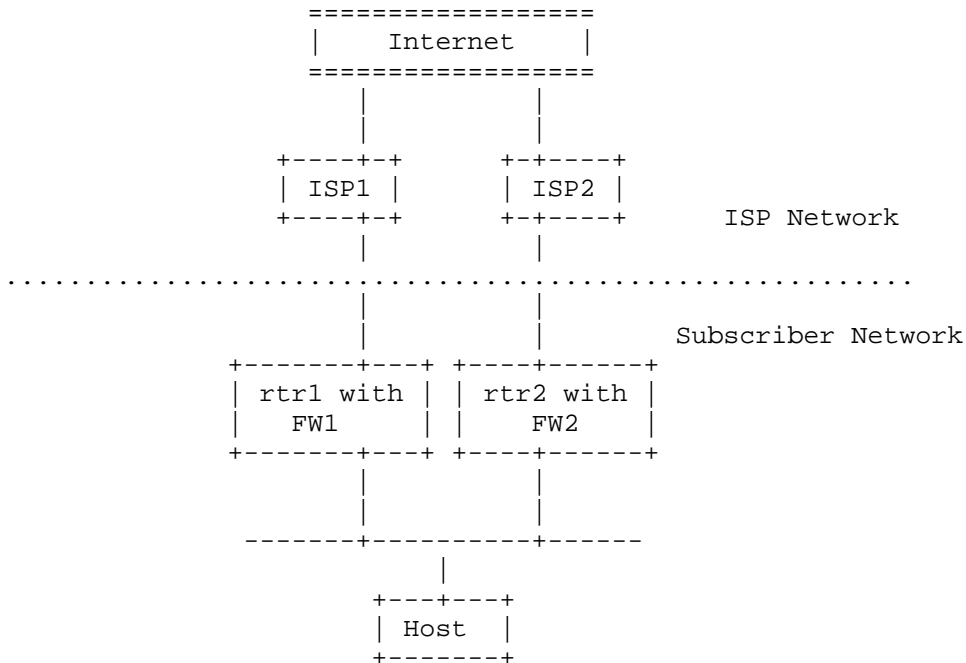 Internet
ISP1 ISP2
ISP Network
Subscriber Network
rtr1 with rtr2 with
FW1 FW2
Host